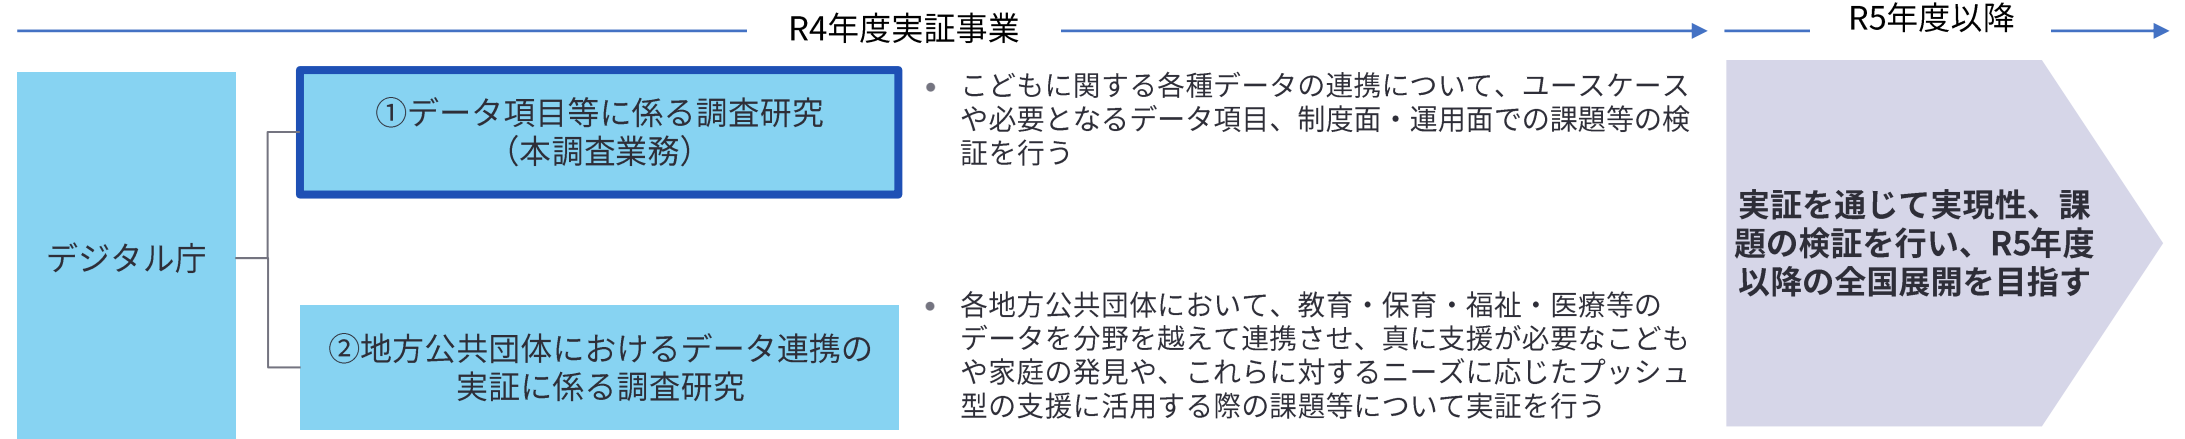 R4年度実証事業
R5年度以降
デジタル庁
①データ項目等に係る調査研究
（本調査業務）
• こどもに関する各種データの連携について、ユースケース
や必要となるデータ項目、制度面・運用面での課題等の検
証を行う
②地方公共団体におけるデータ連携の
実証に係る調査研究
• 各地方公共団体において、教育・保育・福祉・医療等の
データを分野を越えて連携させ、真に支援が必要なこども
や家庭の発見や、これらに対するニーズに応じたプッシュ
型の支援に活用する際の課題等について実証を行う
実証を通じて実現性、課
題の検証を行い、R5年度
以降の全国展開を目指す